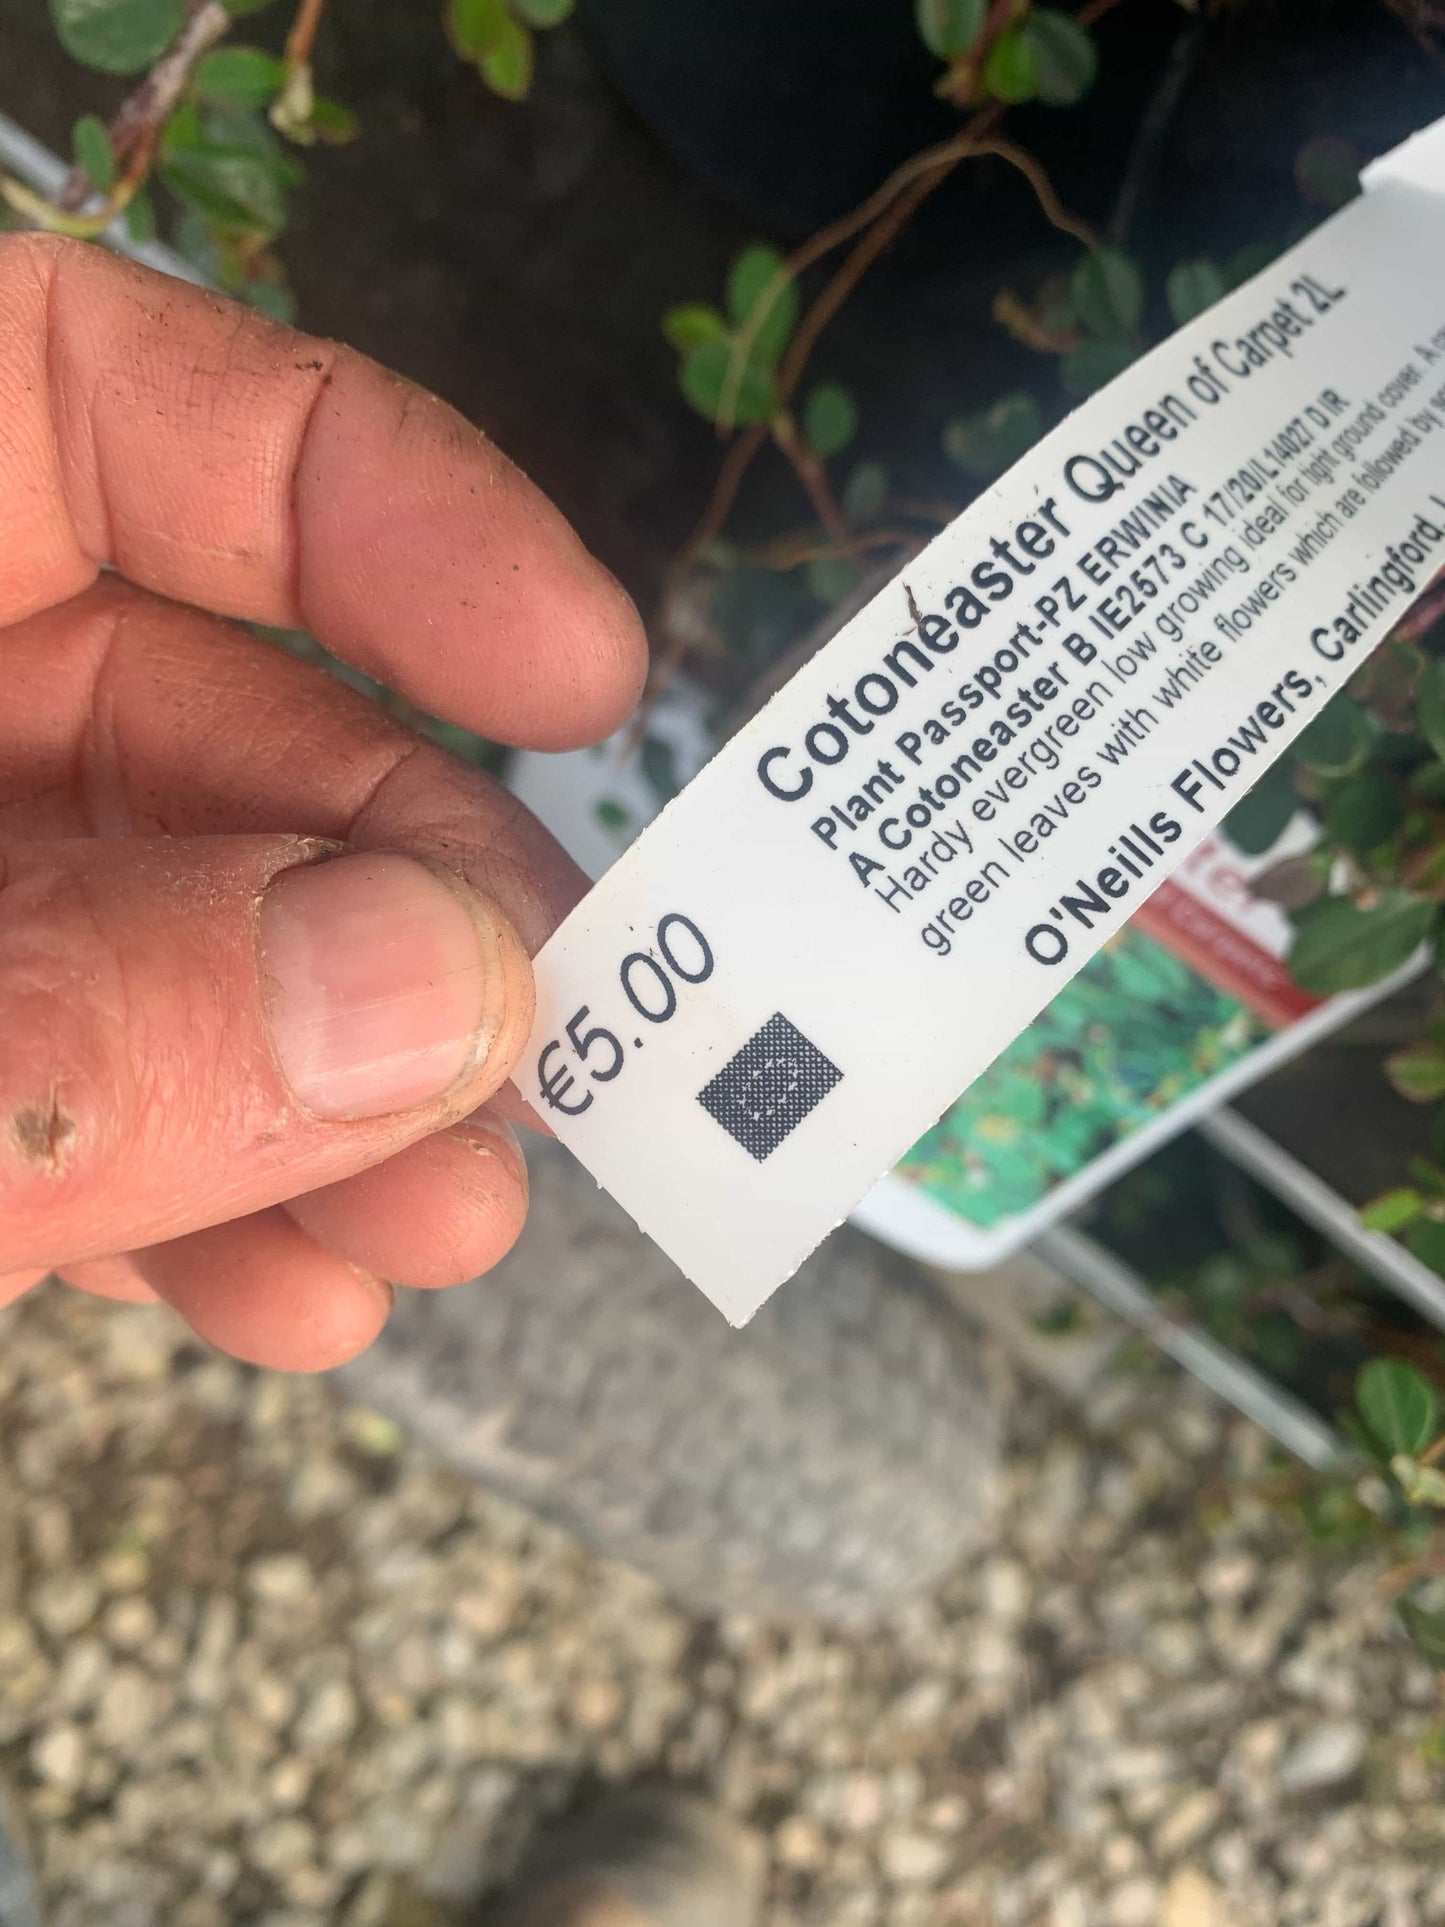 Cotoneaster Queen of Carpet 2L
Plant Passport-PZ ERWINIA
A Cotoneaster B IE2573 C 17/20/L14027 D IR
Hardy evergreen low growing ideal for tight ground cover. A
green leaves with white flowers which are followed by
O'Neills Flowers, Carlingford,
€5.00